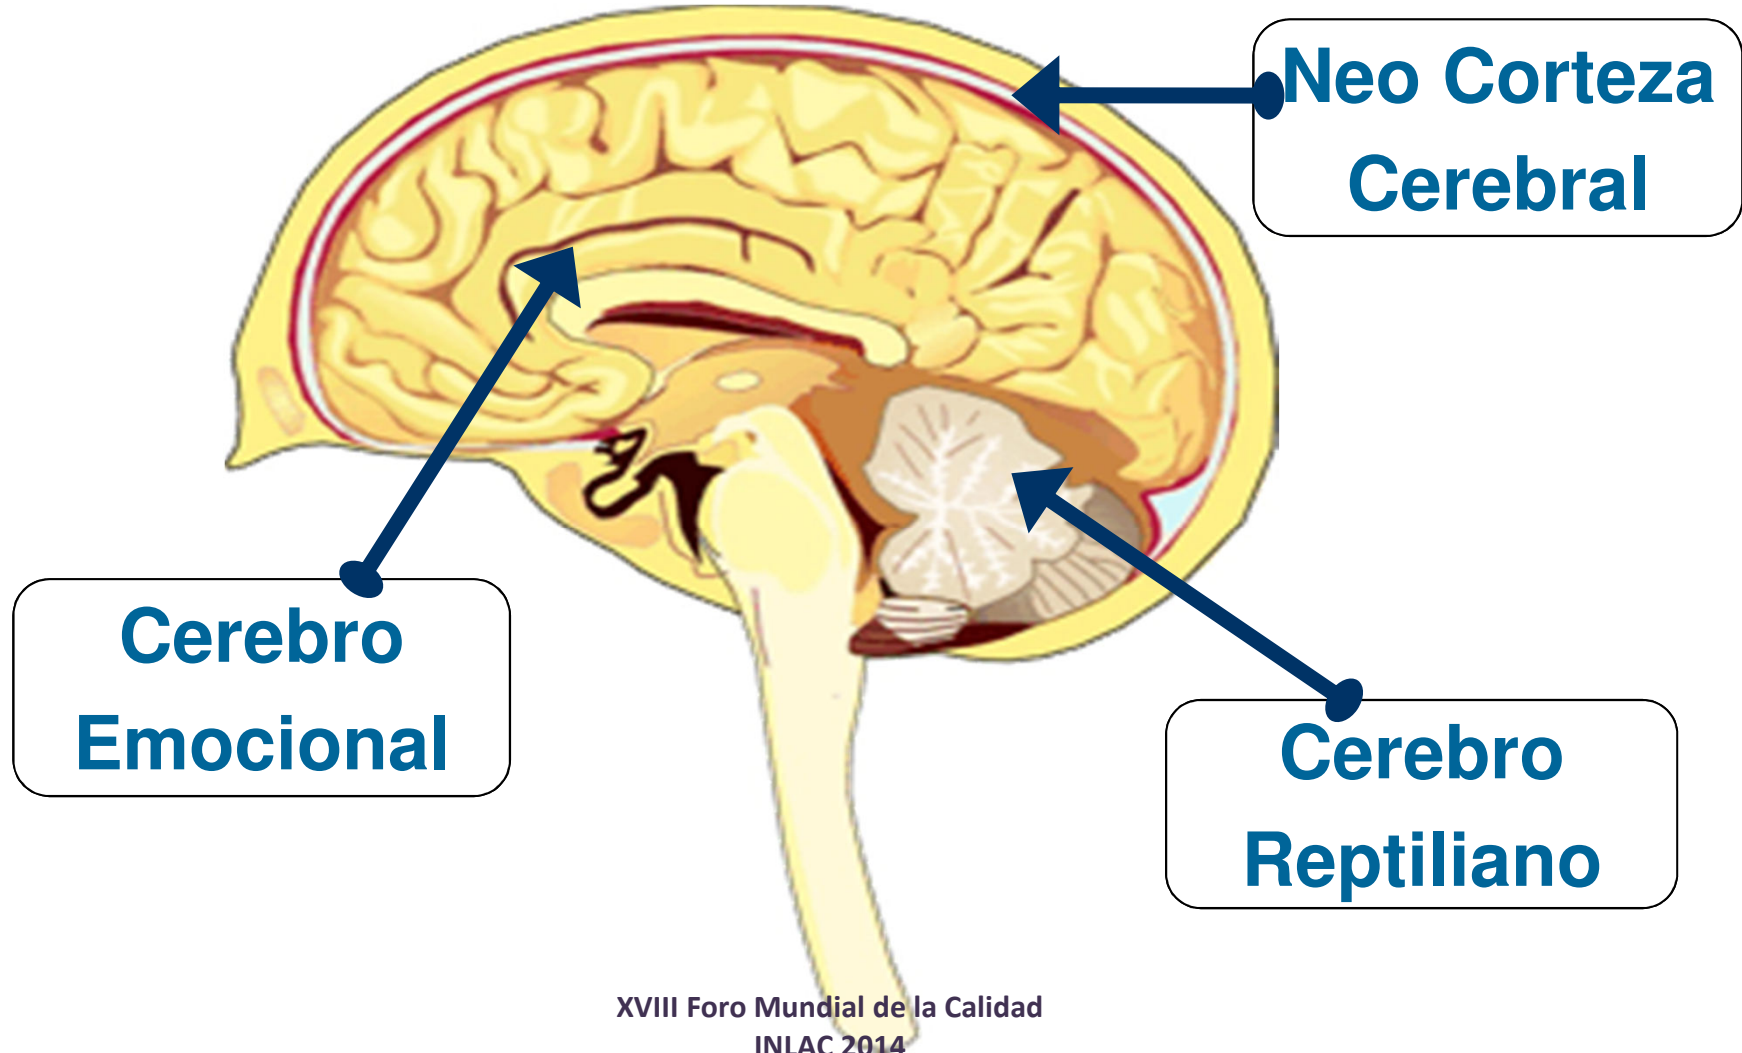 Neo Corteza
Cerebral
Cerebro
Emocional
Cerebro
Reptiliano
XVIII Foro Mundial de la Calidad
INLAC 2014